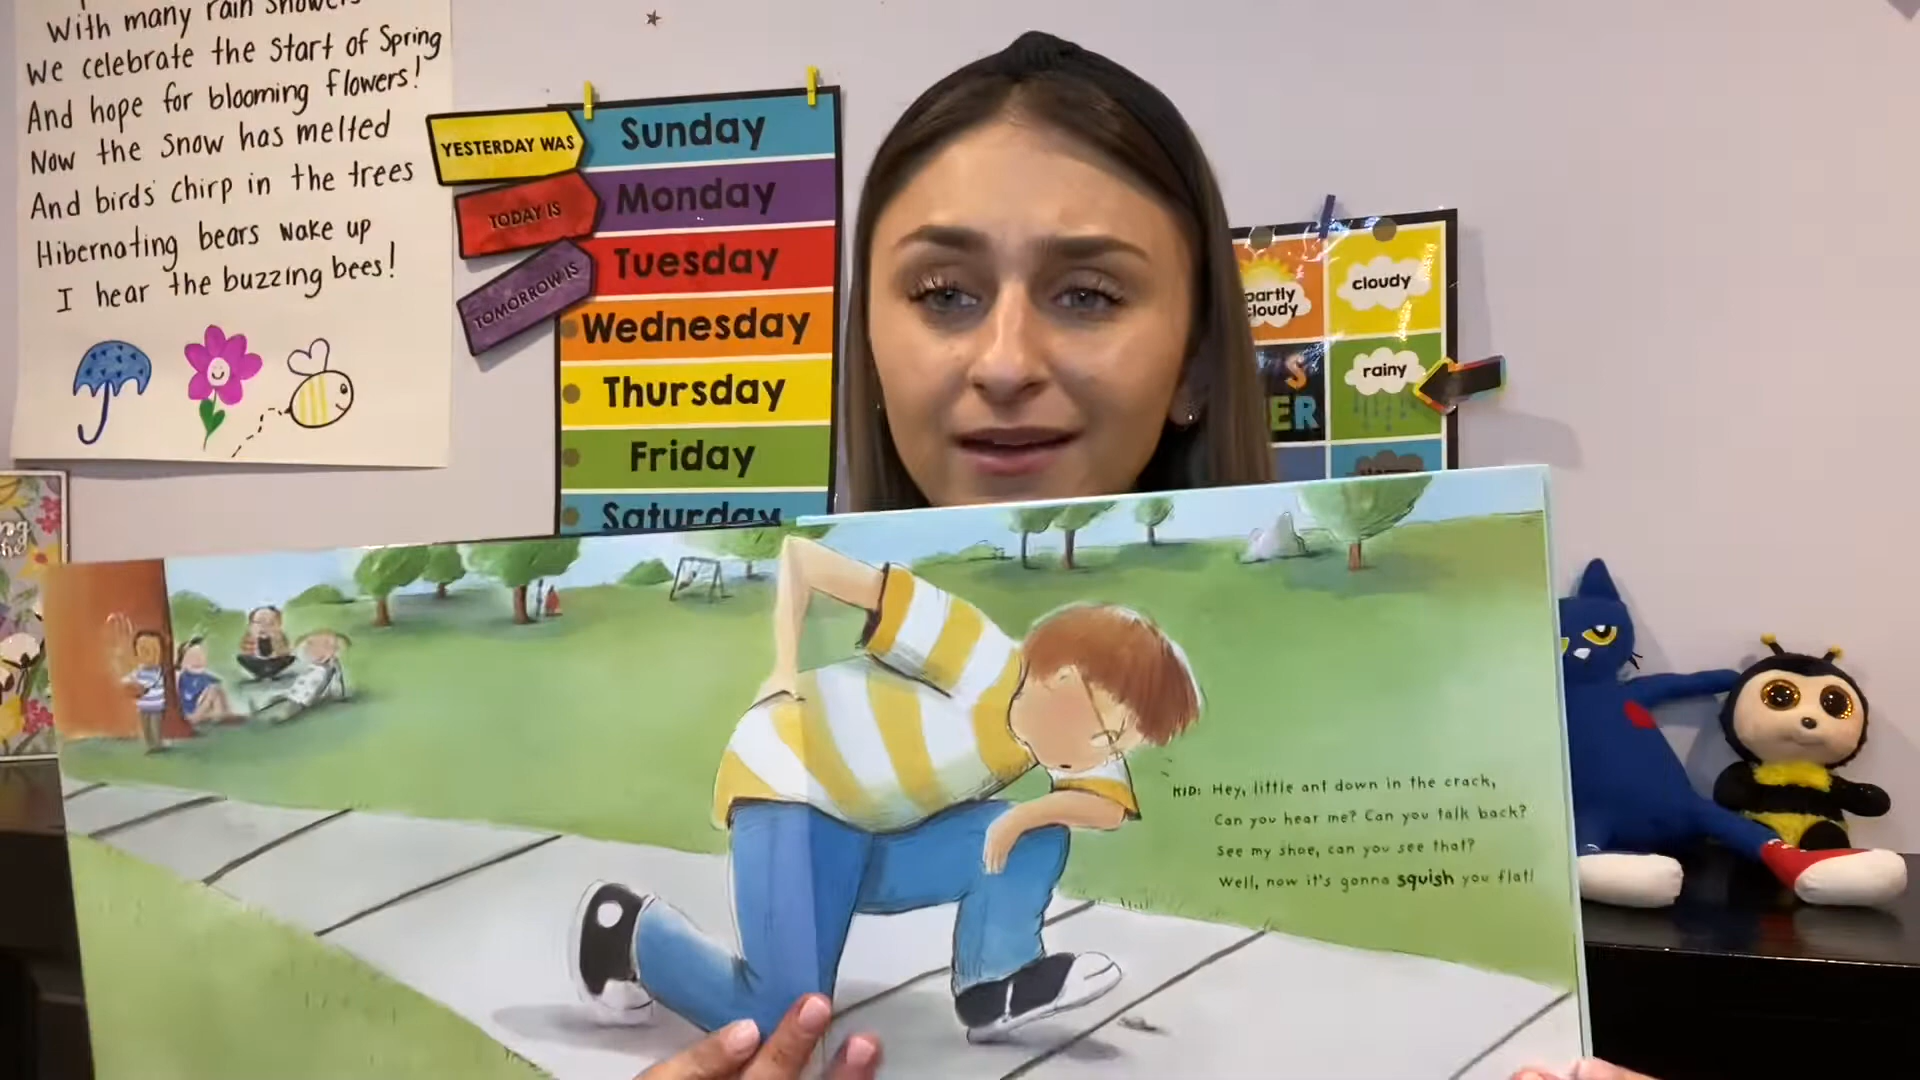 With many rain showers
We celebrate the start of Spring
And hope for blooming flowers!
Now the snow has melted
And birds chirp in the trees
Hibernating bears wake up
I hear the buzzing bees!
YESTERDAY WAS
TODAY IS
TOMORROW IS
Sunday
Monday
Tuesday
Wednesday
Thursday
Friday
Saturday
partly cloudy
cloudy
rainy
KID: Hey, little ant down in the crack,
Can you hear me? Can you talk back?
See my shoe, can you see that?
Well, now it's gonna squish you flat!